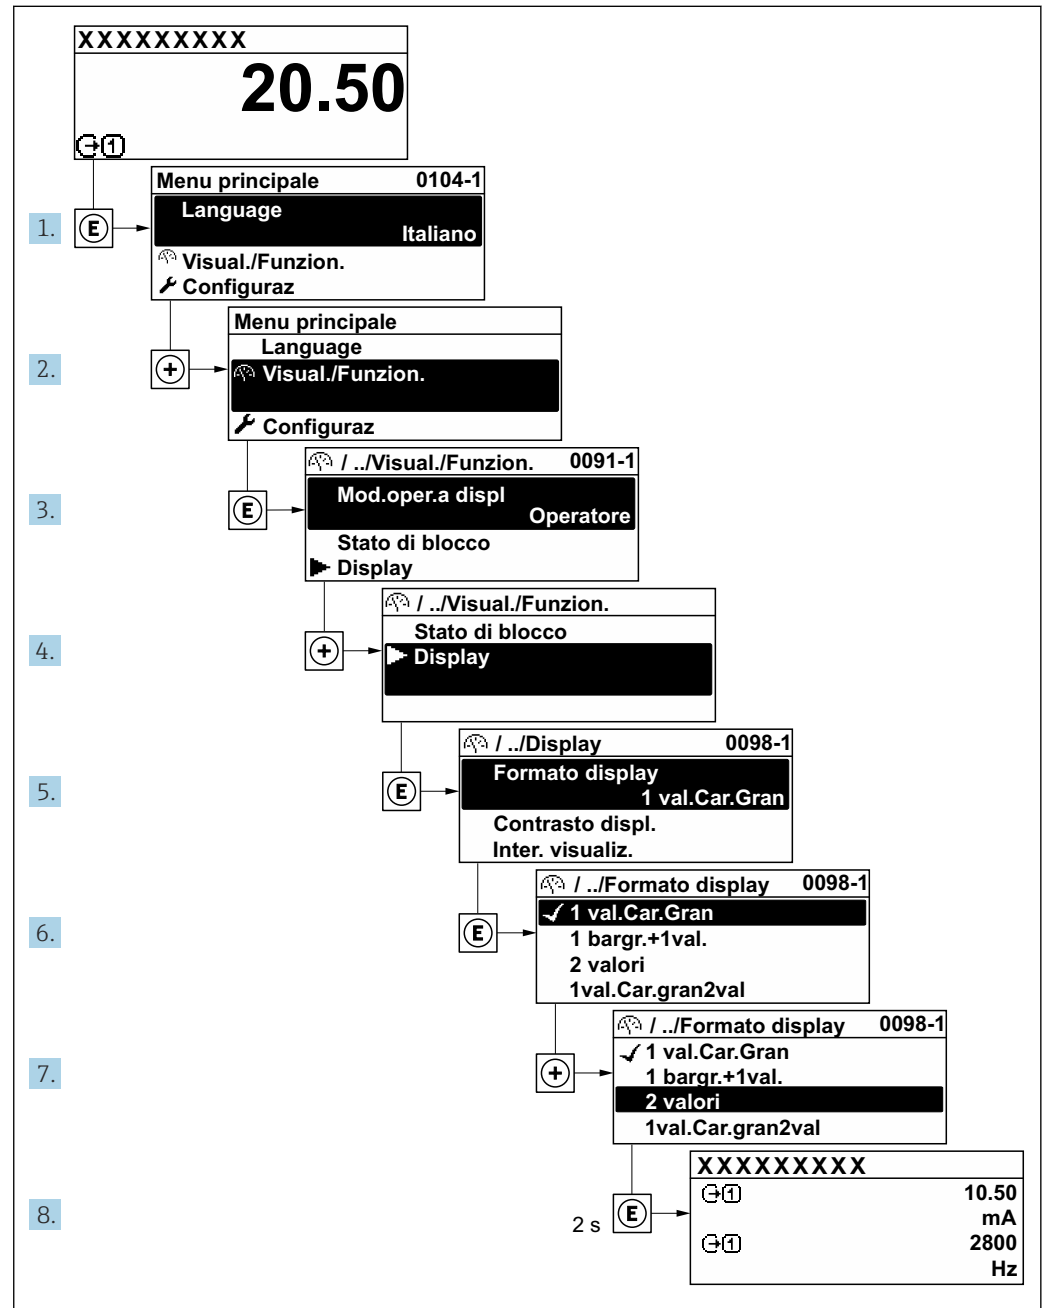 XXXXXXXXX
20.50
1
Menu principale 0104-1
Language
1. E Italiano
Visual./Funzion.
Configuraz
Menu principale
Language
2. + Visual./Funzion.
Configuraz
/ ../Visual./Funzion. 0091-1
Mod.oper.a displ
3. E Operatore
Stato di blocco
Display
/ ../Visual./Funzion.
Stato di blocco
4. + Display
/ ../Display 0098-1
Formato display
5. E 1 val.Car.Gran
Contrasto displ.
Inter. visualiz.
/ ../Formato display 0098-1
1 val.Car.Gran
6. E 1 bargr.+1val.
2 valori
1val.Car.gran2val
/ ../Formato display 0098-1
1 val.Car.Gran
7. + 1 bargr.+1val.
2 valori
1val.Car.gran2val
XXXXXXXXX
1 10.50
8. 2 s E mA
1 2800
Hz